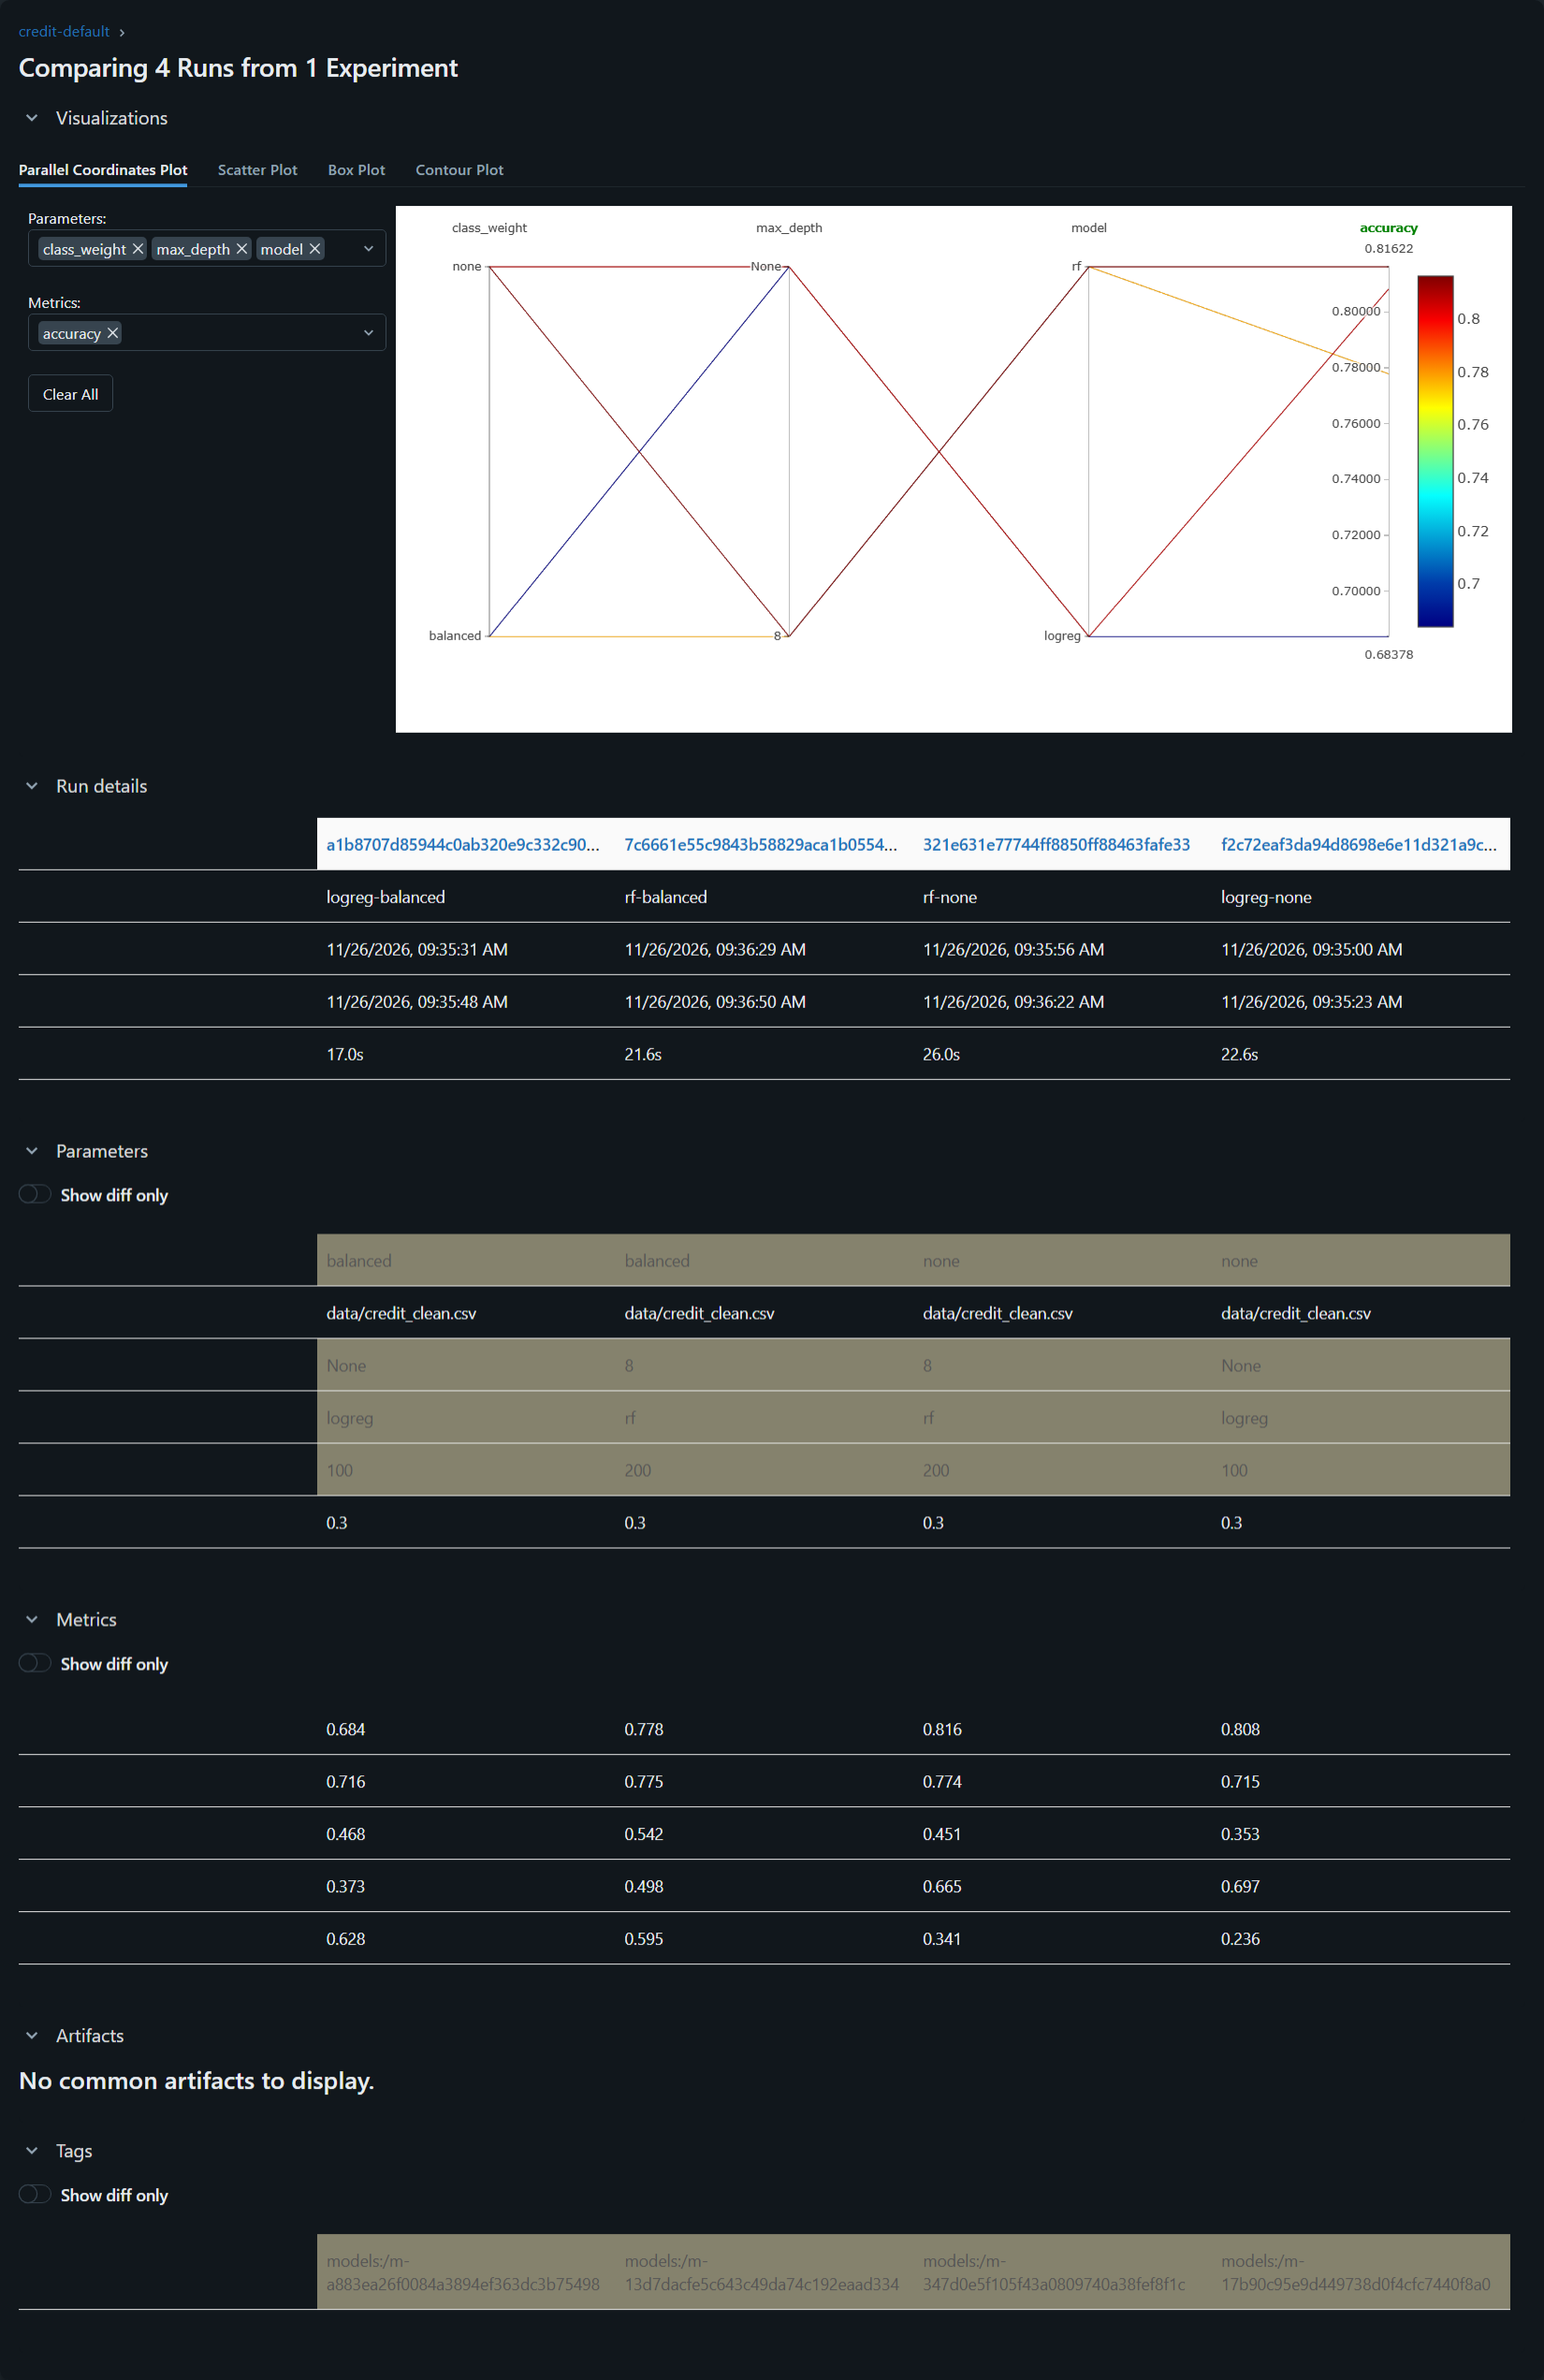 credit-default ›
Comparing 4 Runs from 1 Experiment
Visualizations
Parallel Coordinates Plot Scatter Plot Box Plot Contour Plot
Parameters:
class_weight max_depth model
Metrics:
accuracy
Clear All
class_weight max_depth model accuracy
0.81622
none None rf
0.80000
0.78000
0.76000
0.74000
0.72000
0.70000
balanced 8 logreg
0.68378
0.8
0.78
0.76
0.74
0.72
0.7
Run details
a1b8707d85944c0ab320e9c332c90... 7c6661e55c9843b58829aca1b0554... 321e631e77744ff8850ff88463fafe33 f2c72eaf3da94d8698e6e11d321a9c...
logreg-balanced rf-balanced rf-none logreg-none
11/26/2026, 09:35:31 AM 11/26/2026, 09:36:29 AM 11/26/2026, 09:35:56 AM 11/26/2026, 09:35:00 AM
11/26/2026, 09:35:48 AM 11/26/2026, 09:36:50 AM 11/26/2026, 09:36:22 AM 11/26/2026, 09:35:23 AM
17.0s 21.6s 26.0s 22.6s
Parameters
Show diff only
balanced balanced none none
data/credit_clean.csv data/credit_clean.csv data/credit_clean.csv data/credit_clean.csv
None 8 8 None
logreg rf rf logreg
100 200 200 100
0.3 0.3 0.3 0.3
Metrics
Show diff only
0.684 0.778 0.816 0.808
0.716 0.775 0.774 0.715
0.468 0.542 0.451 0.353
0.373 0.498 0.665 0.697
0.628 0.595 0.341 0.236
Artifacts
No common artifacts to display.
Tags
Show diff only
models:/m- models:/m- models:/m- models:/m-
a883ea26f0084a3894ef363dc3b75498 13d7dacfe5c643c49da74c192eaad334 347d0e5f105f43a0809740a38fef8f1c 17b90c95e9d449738d0f4cfc7440f8a0